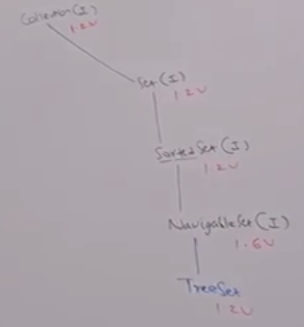 Collection(I)
1.2V
Set(I)
1.2V
SortedSet(I)
1.2V
NavigableSet(I)
1.6V
TreeSet
1.2V